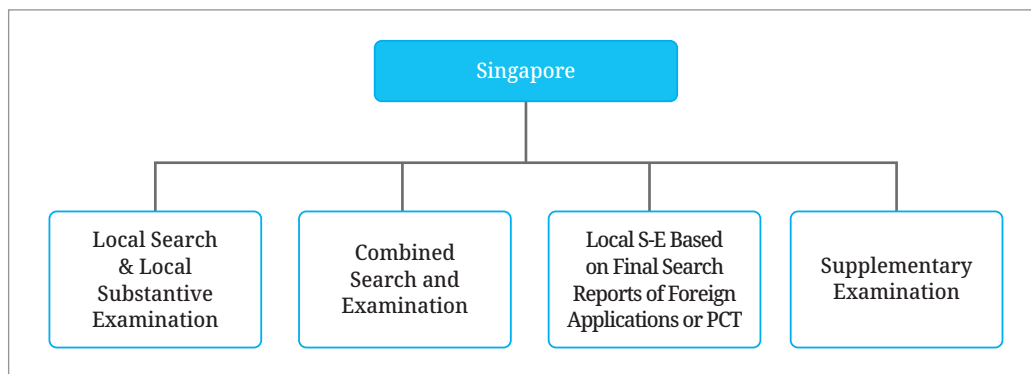 Singapore
Local Search
& Local
Substantive
Examination
Combined
Search and
Examination
Local S-E Based
on Final Search
Reports of Foreign
Applications or PCT
Supplementary
Examination